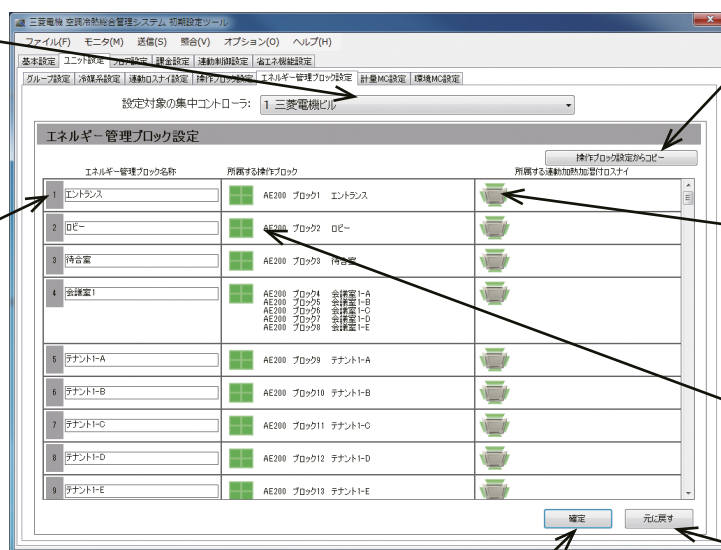 三菱電機 空調冷熱総合管理システム 初期設定ツール
ファイル(F) モニタ(M) 送信(S) 照合(V) オプション(O) ヘルプ(H)
基本設定 ユニット設定 フロア設定 課金設定 連動制御設定 省エネ機能設定
グループ設定 冷媒系設定 連動ロスナイ設定 操作ブロック設定 エネルギー管理ブロック設定 計量MC設定 環境MC設定
設定対象の集中コントローラ: 1 三菱電機ビル
エネルギー管理ブロック設定
操作ブロック設定からコピー
エネルギー管理ブロック名称 所属する操作ブロック 所属する連動加熱加湿付ロスナイ
1 エントランス AE200 ブロック1 エントランス
2 ロビー AE200 ブロック2 ロビー
3 待合室 AE200 ブロック3 待合室
4 会議室1 AE200 ブロック4 会議室1-A
AE200 ブロック5 会議室1-B
AE200 ブロック6 会議室1-C
AE200 ブロック7 会議室1-D
AE200 ブロック8 会議室1-E
5 テナント1-A AE200 ブロック9 テナント1-A
6 テナント1-B AE200 ブロック10 テナント1-B
7 テナント1-C AE200 ブロック11 テナント1-C
8 テナント1-D AE200 ブロック12 テナント1-D
9 テナント1-E AE200 ブロック13 テナント1-E
確定 元に戻す